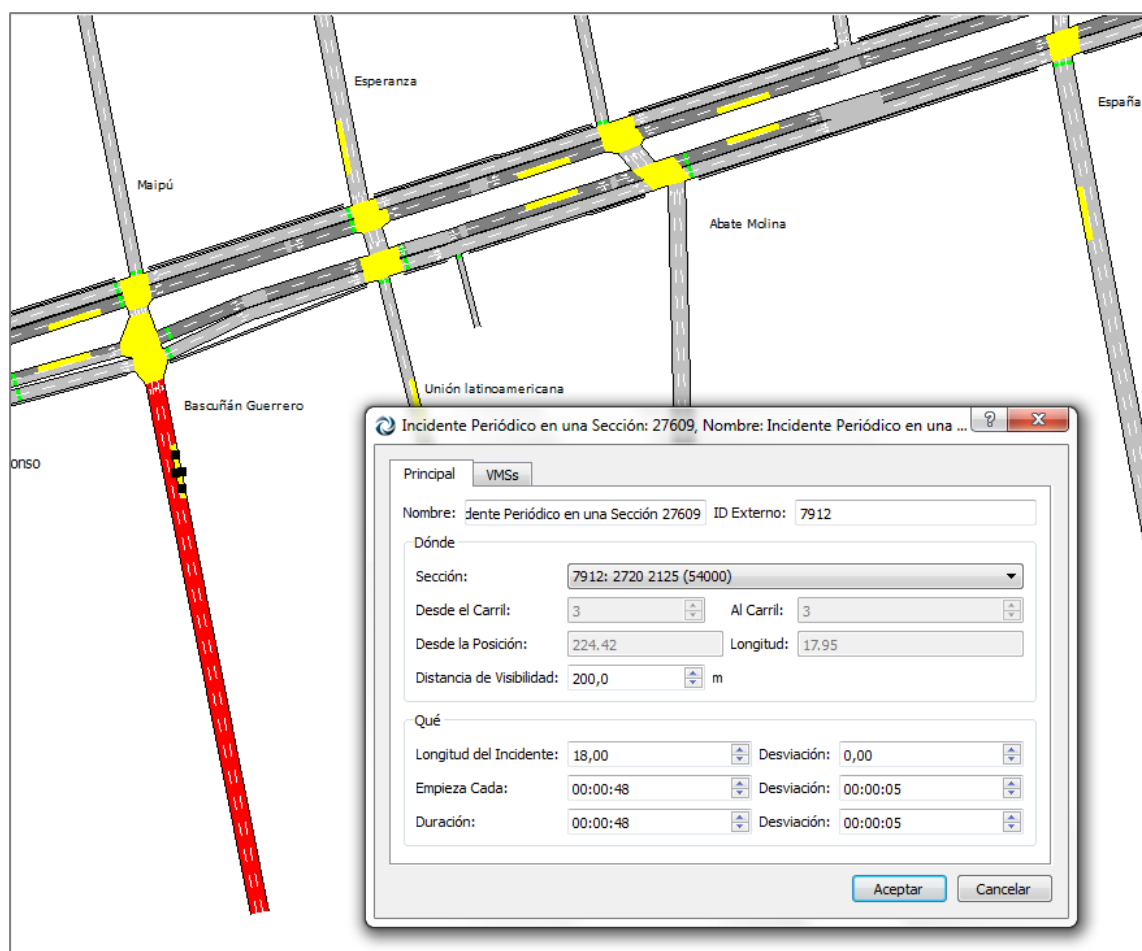 Esperanza
España
Maipú
Abate Molina
Unión latinoamericana
Bascuñán Guerrero
onso
Incidente Periódico en una Sección: 27609, Nombre: Incidente Periódico en una ...
Principal VMSs
Nombre: dente Periódico en una Sección 27609 ID Externo: 7912
Dónde
Sección: 7912: 2720 2125 (54000)
Desde el Carril: 3 Al Carril: 3
Desde la Posición: 224.42 Longitud: 17.95
Distancia de Visibilidad: 200,0 m
Qué
Longitud del Incidente: 18,00 Desviación: 0,00
Empieza Cada: 00:00:48 Desviación: 00:00:05
Duración: 00:00:48 Desviación: 00:00:05
Aceptar Cancelar